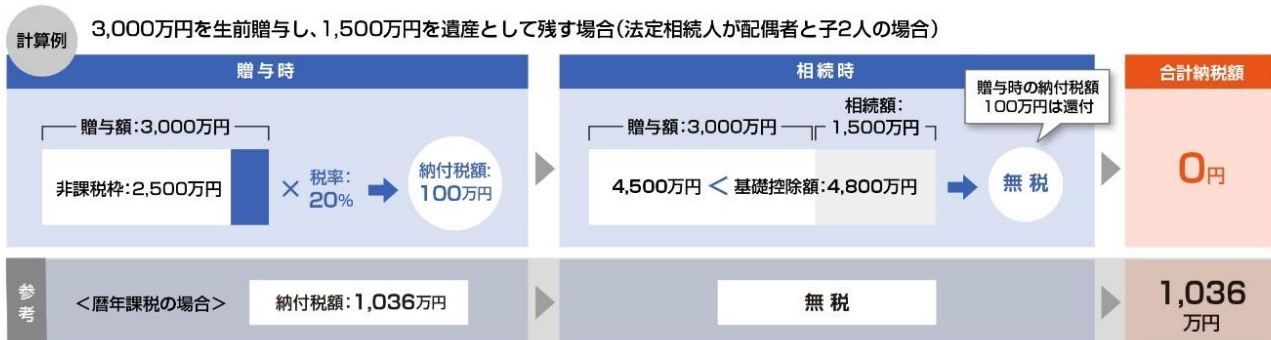 計算例
3,000万円を生前贈与し、1,500万円を遺産として残す場合(法定相続人が配偶者と子2人の場合)
贈与時
贈与額:3,000万円
非課税枠:2,500万円
×
税率:
20%
納付税額:
100万円
相続時
贈与時の納付税額
100万円は還付
贈与額:3,000万円
相続額:
1,500万円
4,500万円 < 基礎控除額:4,800万円
無税
合計納税額
0円
参考
<暦年課税の場合>
納付税額:1,036万円
無税
1,036
万円